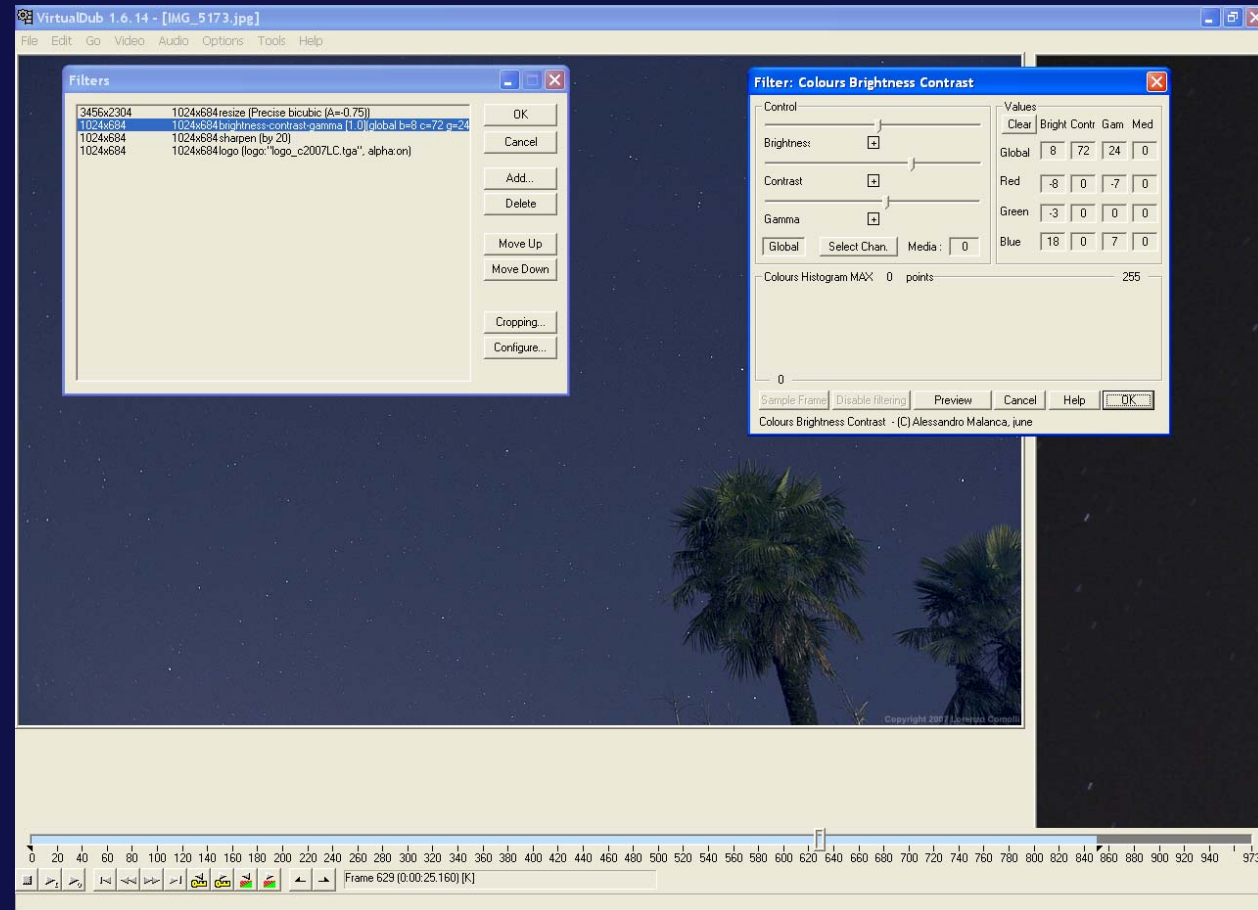 VirtualDub 1.6.14 - [IMG_5173.jpg]
File Edit Go Video Audio Options Tools Help
Filters
3456x2304 1024x684 resize (Precise bicubic (A=-0.75))
1024x684 1024x684 brightness-contrast-gamma [1.0](global b=8 c=72 g=24
1024x684 1024x684 sharpen (by 20)
1024x684 1024x684 logo (logo:"logo_c2007LC.tga", alpha:on)
OK
Cancel
Add...
Delete
Move Up
Move Down
Cropping...
Configure...
Filter: Colours Brightness Contrast
Control
Brightness:
Contrast
Gamma
Global Select Chan. Media : 0
Values
Clear Bright Contr Gam Med
Global 8 72 24 0
Red -8 0 -7 0
Green -3 0 0 0
Blue 18 0 7 0
Colours Histogram MAX 0 points 255
0
Sample Frame Disable filtering Preview Cancel Help OK
Colours Brightness Contrast - (C) Alessandro Malanca, june
Copyright 2007 Lorenzo Comolli
0 20 40 60 80 100 120 140 160 180 200 220 240 260 280 300 320 340 360 380 400 420 440 460 480 500 520 540 560 580 600 620 640 660 680 700 720 740 760 780 800 820 840 860 880 900 920 940 973
Frame 629 (0:00:25.160) [K]